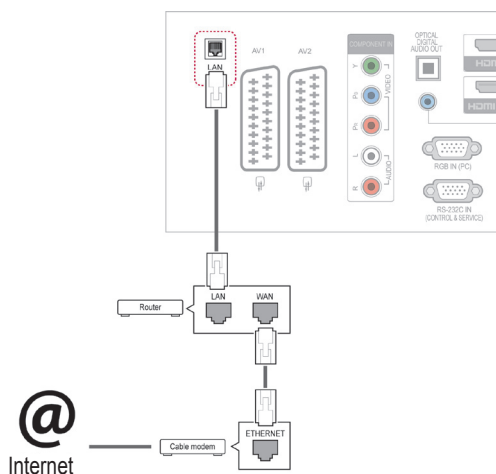 LAN
AV1
AV2
COMPONENT IN
Y
PB
PR
VIDEO
L
R
AUDIO
OPTICAL
DIGITAL
AUDIO OUT
HDMI
HDMI
RGB IN (PC)
RS-232C IN
(CONTROL & SERVICE)
Router
LAN
WAN
ETHERNET
Cable modem
@
Internet